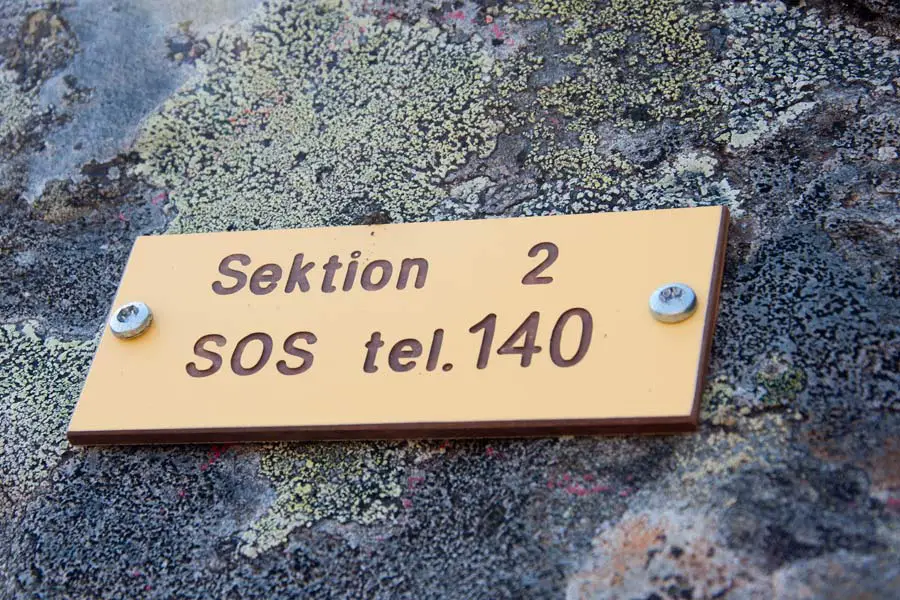 Sektion 2
SOS tel. 140